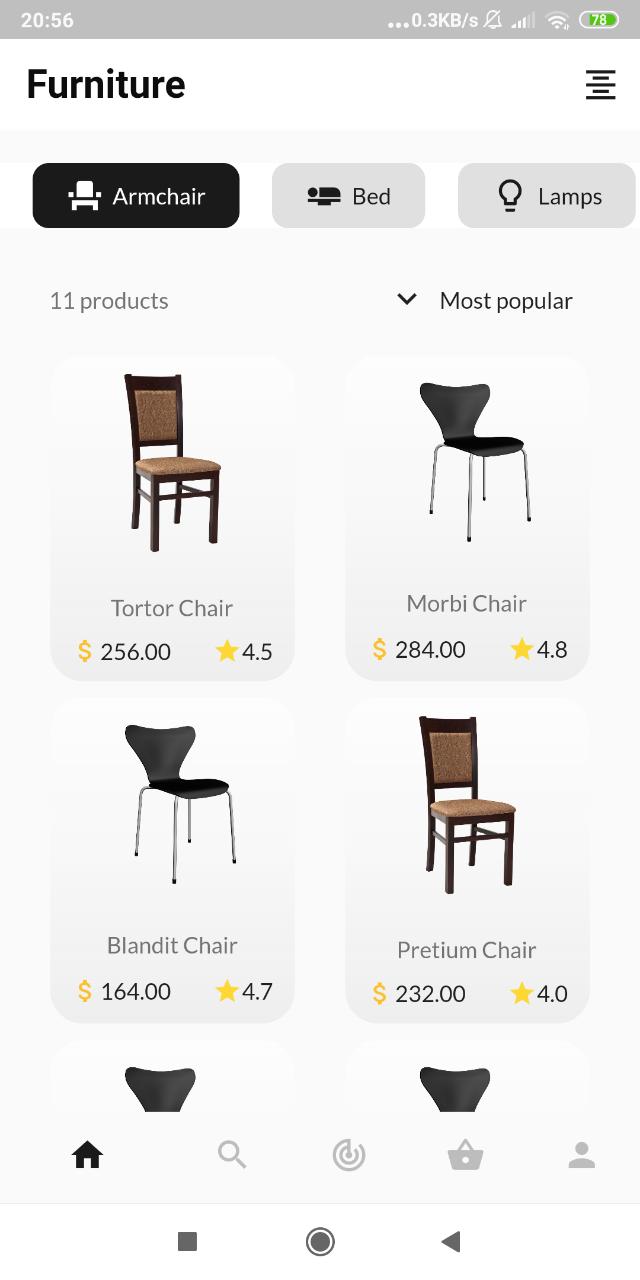 20:56 ...0.3KB/s 78
Furniture
Armchair Bed Lamps
11 products Most popular
Tortor Chair Morbi Chair
$ 256.00 4.5 $ 284.00 4.8
Blandit Chair Pretium Chair
$ 164.00 4.7 $ 232.00 4.0